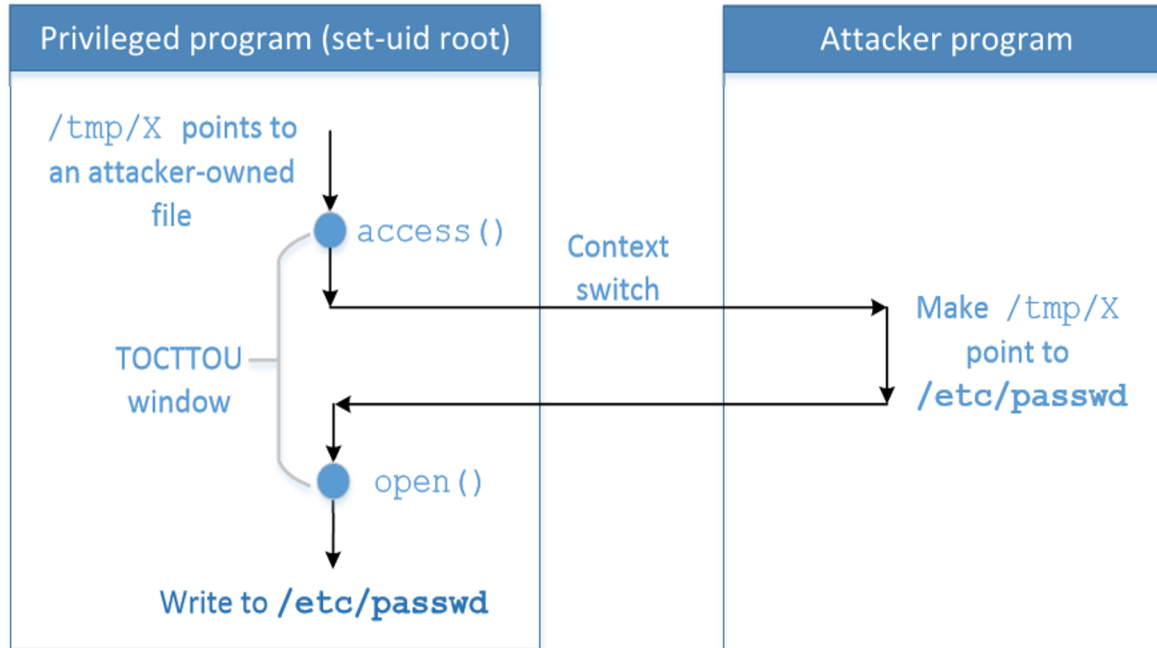 Privileged program (set-uid root)
Attacker program
/tmp/X points to
an attacker-owned
file
access()
Context
switch
Make /tmp/X
point to
/etc/passwd
TOCTTOU
window
open()
Write to /etc/passwd